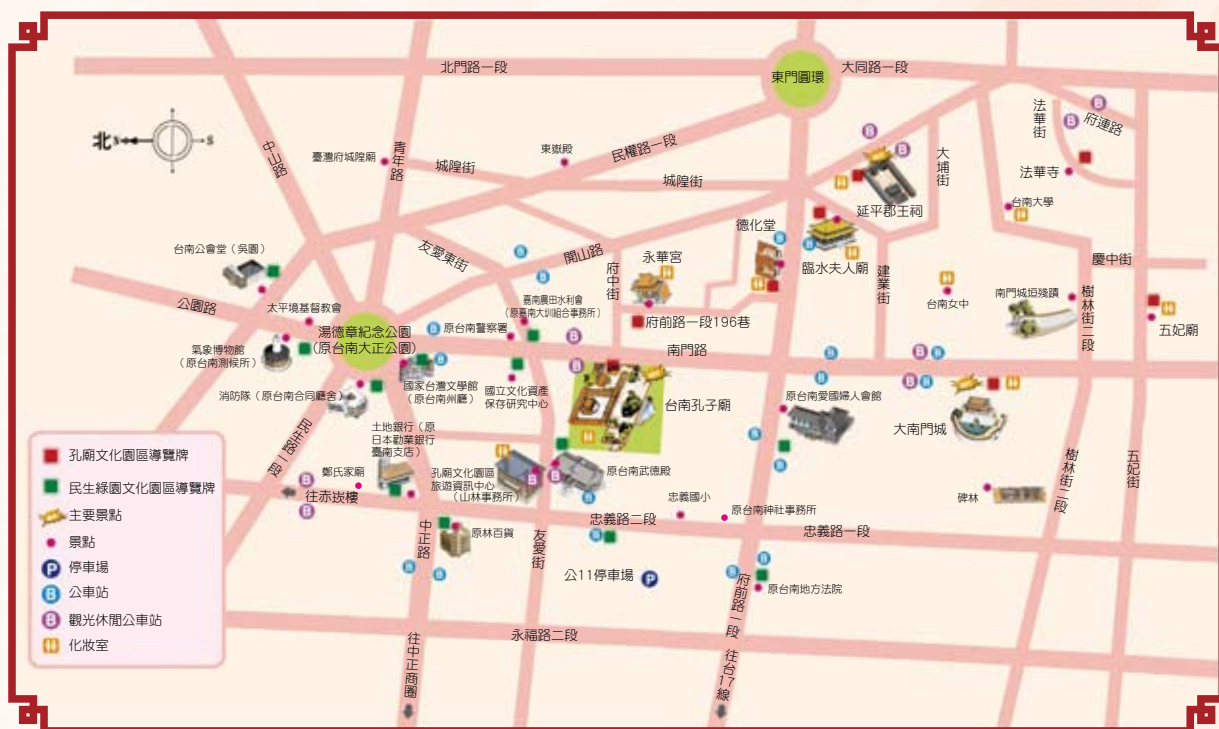 北門路一段
東門圓環
大同路一段
北
N
S
中山路
青年路
臺灣府城隍廟
城隍街
東嶽殿
民權路一段
城隍街
大埔街
法華街
府連路
法華寺
台南大學
延平郡王祠
德化堂
臨水夫人廟
建業街
台南女中
慶中街
南門城垣殘蹟
樹林街二段
五妃廟
台南公會堂（吳園）
友愛東街
開山路
府中街
永華宮
公園路
太平境基督教會
湯德章紀念公園
（原台南大正公園）
嘉南農田水利會
（原嘉南大圳組合事務所）
府前路一段196巷
原台南警察署
南門路
氣象博物館
（原台南測候所）
國家台灣文學館
（原台南州廳）
國立文化資產
保存研究中心
台南孔子廟
原台南愛國婦人會館
大南門城
消防隊（原台南合同廳舍）
民生路一段
土地銀行（原
日本勸業銀行
臺南支店）
鄭氏家廟
往赤崁樓
孔廟文化園區
旅遊資訊中心
（山林事務所）
原台南武德殿
忠義國小
原台南神社事務所
碑林
樹林街二段
五妃街
中正路
原林百貨
友愛街
忠義路二段
忠義路一段
公11停車場
P
府前路一段
原台南地方法院
永福路二段
往中正商圈
往台17線
孔廟文化園區導覽牌
民生綠園文化園區導覽牌
主要景點
景點
P
停車場
B
公車站
B
觀光休閒公車站
化妝室